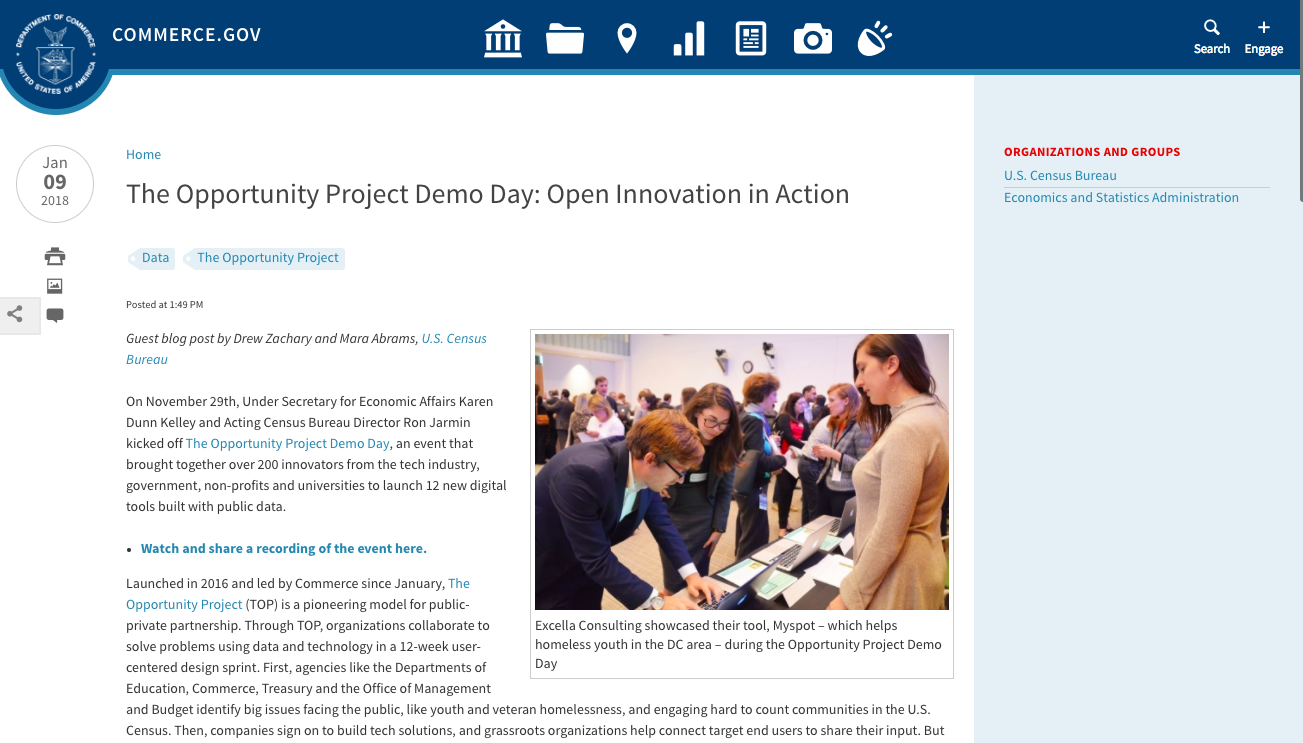 DEPARTMENT OF COMMERCE
UNITED STATES OF AMERICA
COMMERCE.GOV
Search
Engage
Jan
09
2018
Home
The Opportunity Project Demo Day: Open Innovation in Action
Data
The Opportunity Project
Posted at 1:49 PM
Guest blog post by Drew Zachary and Mara Abrams, U.S. Census
Bureau
On November 29th, Under Secretary for Economic Affairs Karen
Dunn Kelley and Acting Census Bureau Director Ron Jarmin
kicked off The Opportunity Project Demo Day, an event that
brought together over 200 innovators from the tech industry,
government, non-profits and universities to launch 12 new digital
tools built with public data.
• Watch and share a recording of the event here.
Launched in 2016 and led by Commerce since January, The
Opportunity Project (TOP) is a pioneering model for public-
private partnership. Through TOP, organizations collaborate to
solve problems using data and technology in a 12-week user-
centered design sprint. First, agencies like the Departments of
Education, Commerce, Treasury and the Office of Management
and Budget identify big issues facing the public, like youth and veteran homelessness, and engaging hard to count communities in the U.S.
Census. Then, companies sign on to build tech solutions, and grassroots organizations help connect target end users to share their input. But
Excella Consulting showcased their tool, Myspot – which helps
homeless youth in the DC area – during the Opportunity Project Demo
Day
ORGANIZATIONS AND GROUPS
U.S. Census Bureau
Economics and Statistics Administration